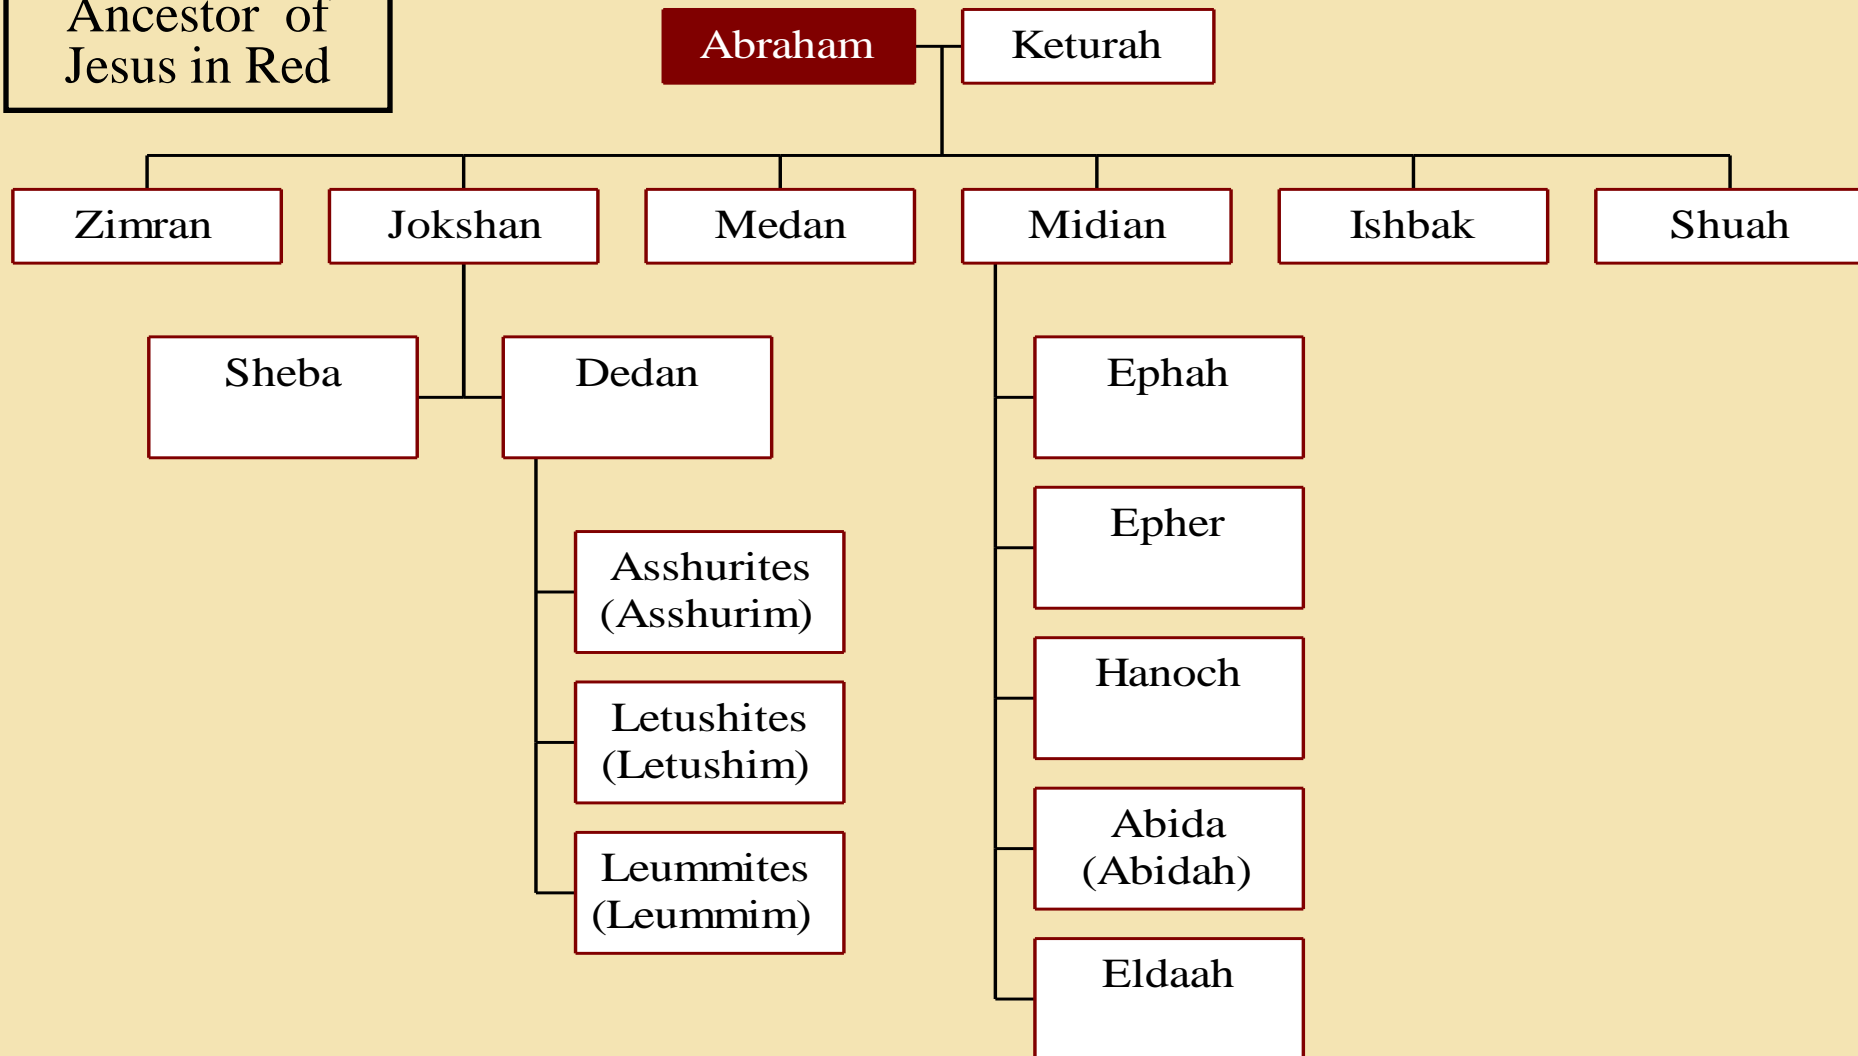 Ancestor of
Jesus in Red
Abraham
Keturah
Zimran
Jokshan
Medan
Midian
Ishbak
Shuah
Sheba
Dedan
Asshurites
(Asshurim)
Letushites
(Letushim)
Leummites
(Leummim)
Ephah
Epher
Hanoch
Abida
(Abidah)
Eldaah